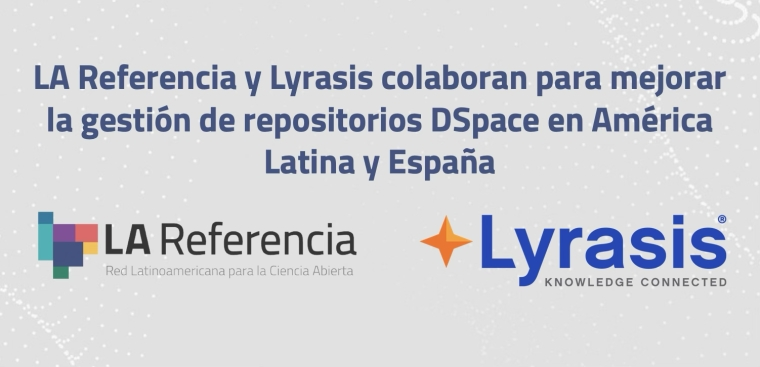 LA Referencia y Lyrasis colaboran para mejorar
la gestión de repositorios DSpace en América
Latina y España
LA Referencia
Red Latinoamericana para la Ciencia Abierta
Lyrasis®
KNOWLEDGE CONNECTED